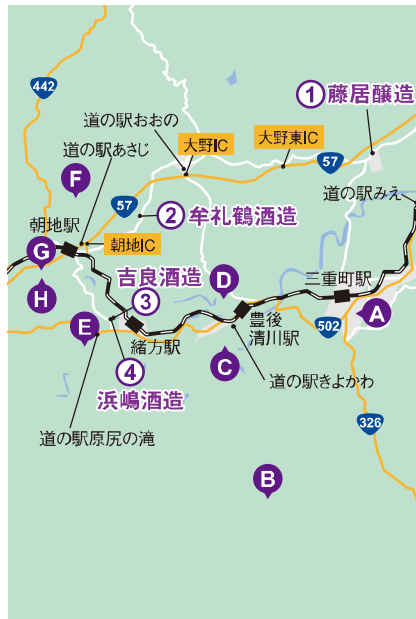 442
① 藤居醸造
道の駅おおの
大野IC
大野東IC
道の駅あさじ
57
F
57
道の駅みえ
② 牟礼鶴酒造
朝地駅
朝地IC
G
吉良酒造
D
三重町駅
H
③
A
502
E
豊後
清川駅
緒方駅
④
C
道の駅きよかわ
浜嶋酒造
道の駅原尻の滝
326
B